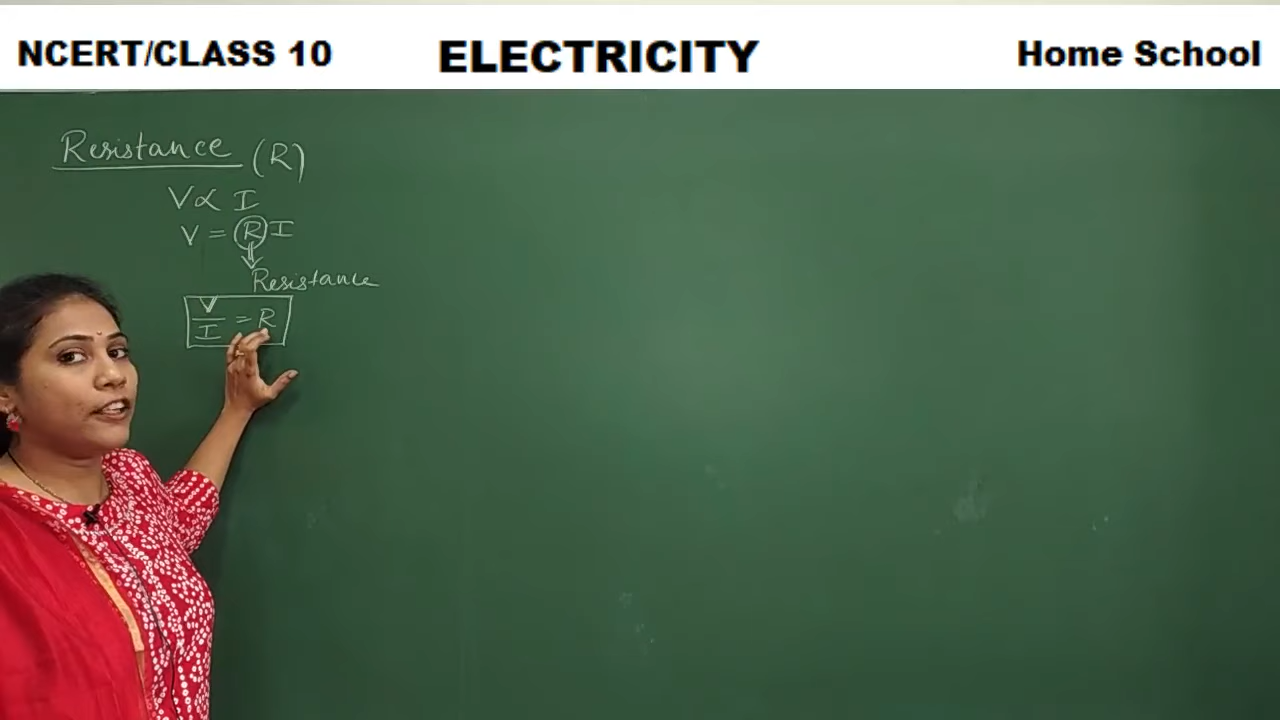 NCERT/CLASS 10 ELECTRICITY Home School
Resistance (R)
V ∝ I
V = R I
Resistance
V/I = R